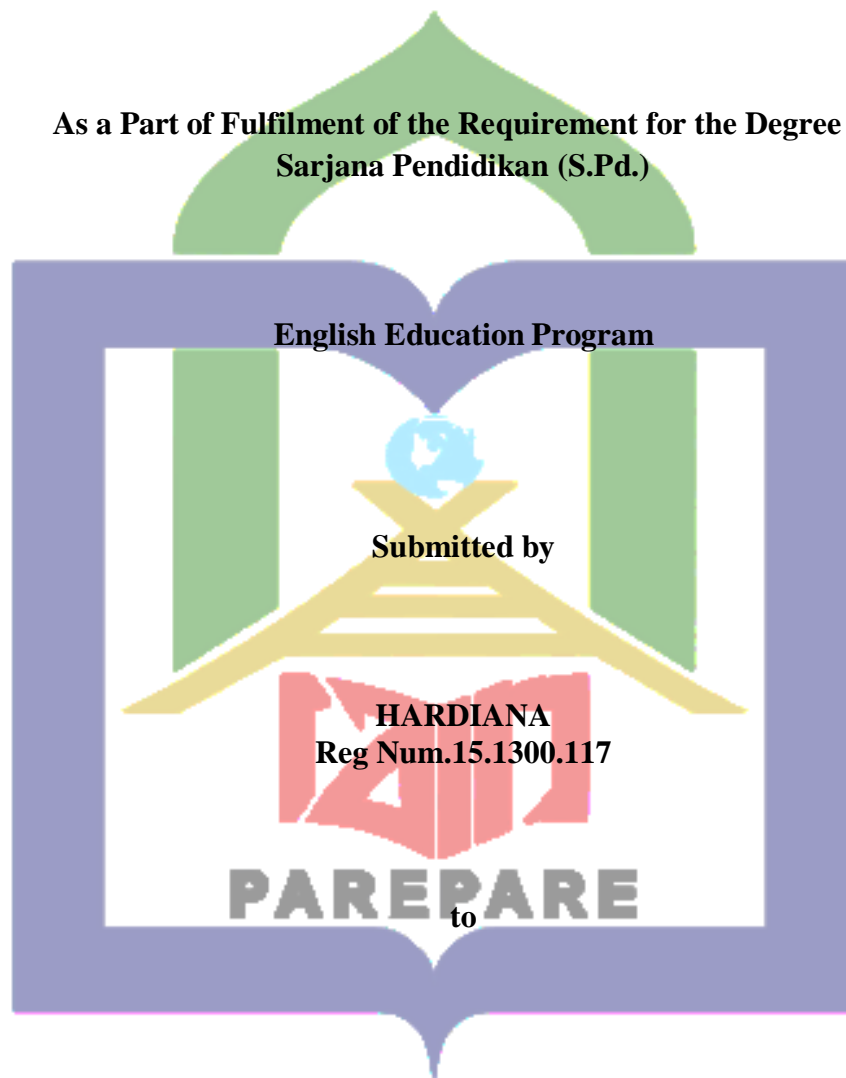 As a Part of Fulfilment of the Requirement for the Degree
Sarjana Pendidikan (S.Pd.)
English Education Program
Submitted by
HARDIANA
Reg Num.15.1300.117
iain
PAREPARE
to